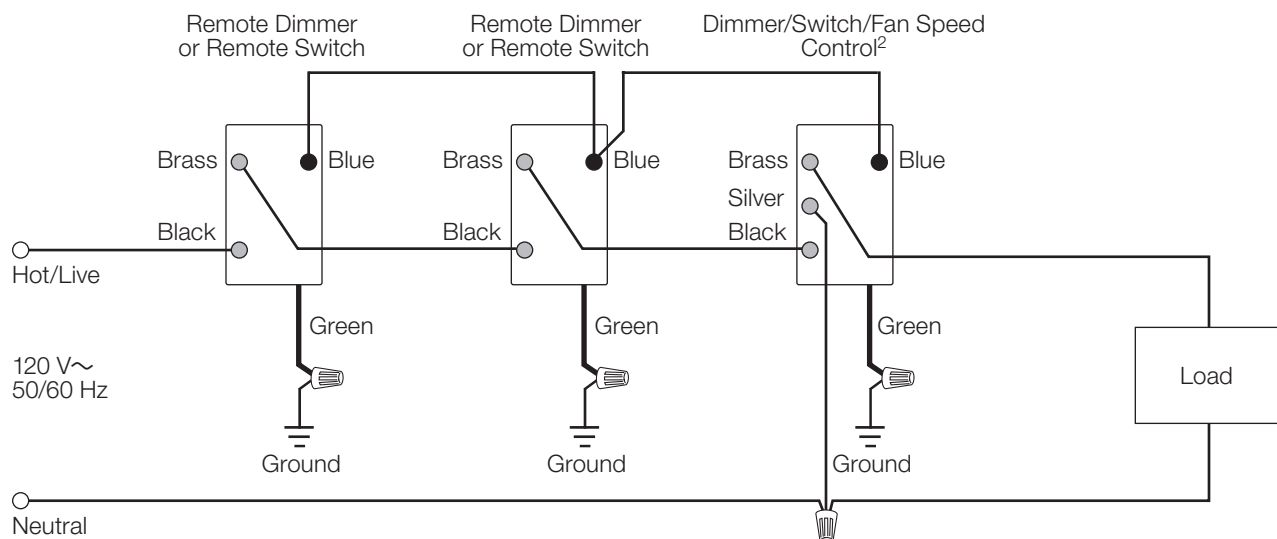 Remote Dimmer
or Remote Switch
Remote Dimmer
or Remote Switch
Dimmer/Switch/Fan Speed
Control²
Brass
Blue
Brass
Blue
Brass
Blue
Silver
Black
Black
Black
Hot/Live
Green
Green
Green
120 V~
50/60 Hz
Load
Ground
Ground
Ground
Neutral